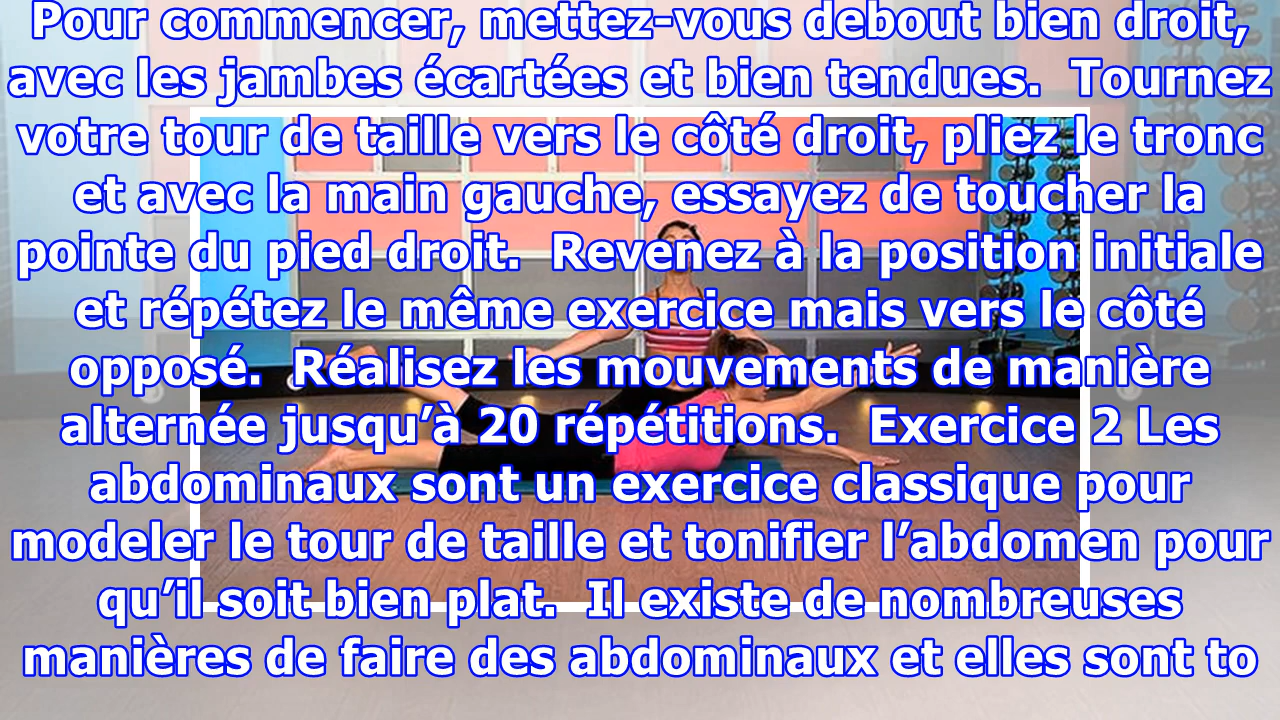 Pour commencer, mettez-vous debout bien droit,
avec les jambes écartées et bien tendues.  Tournez
votre tour de taille vers le côté droit, pliez le tronc
et avec la main gauche, essayez de toucher la
pointe du pied droit.  Revenez à la position initiale
et répétez le même exercice mais vers le côté
opposé.  Réalisez les mouvements de manière
alternée jusqu’à 20 répétitions.  Exercice 2 Les
abdominaux sont un exercice classique pour
modeler le tour de taille et tonifier l’abdomen pour
qu’il soit bien plat.  Il existe de nombreuses
manières de faire des abdominaux et elles sont to